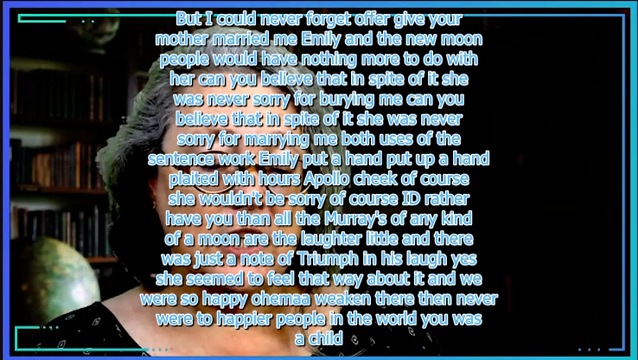 But I could never forget offer give your
mother married me Emily and the new moon
people would have nothing more to do with
her can you believe that in spite of it she
was never sorry for burying me can you
believe that in spite of it she was never
sorry for marrying me both uses of the
sentence work Emily put a hand put up a hand
plaited with hours Apollo cheek of course
she wouldn't be sorry of course ID rather
have you than all the Murray's of any kind
of a moon are the laughter little and there
was just a note of Triumph in his laugh yes
she seemed to feel that way about it and we
were so happy ohemaa weaken there then never
were to happier people in the world you was
a child